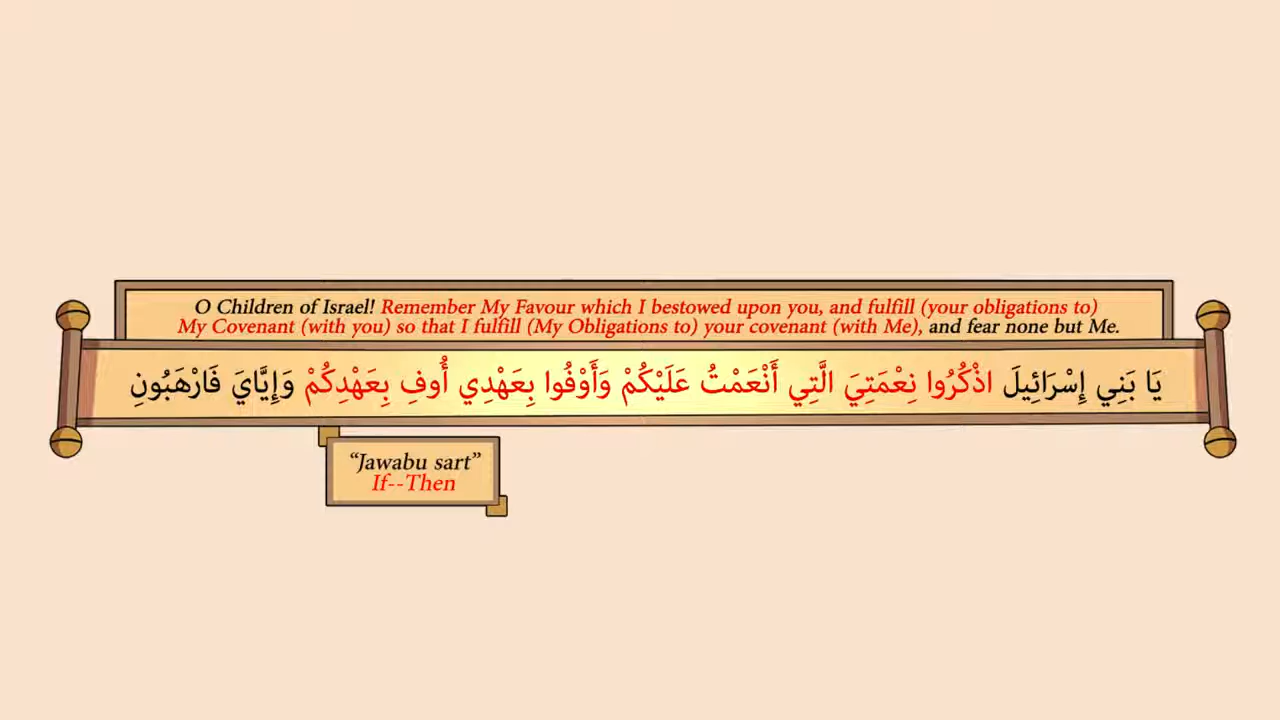 O Children of Israel! Remember My Favour which I bestowed upon you, and fulfill (your obligations to)
My Covenant (with you) so that I fulfill (My Obligations to) your covenant (with Me), and fear none but Me.
يَا بَنِي إِسْرَائِيلَ اذْكُرُوا نِعْمَتِيَ الَّتِي أَنْعَمْتُ عَلَيْكُمْ وَأَوْفُوا بِعَهْدِي أُوفِ بِعَهْدِكُمْ وَإِيَّايَ فَارْهَبُونِ
“Jawabu sart”
If--Then